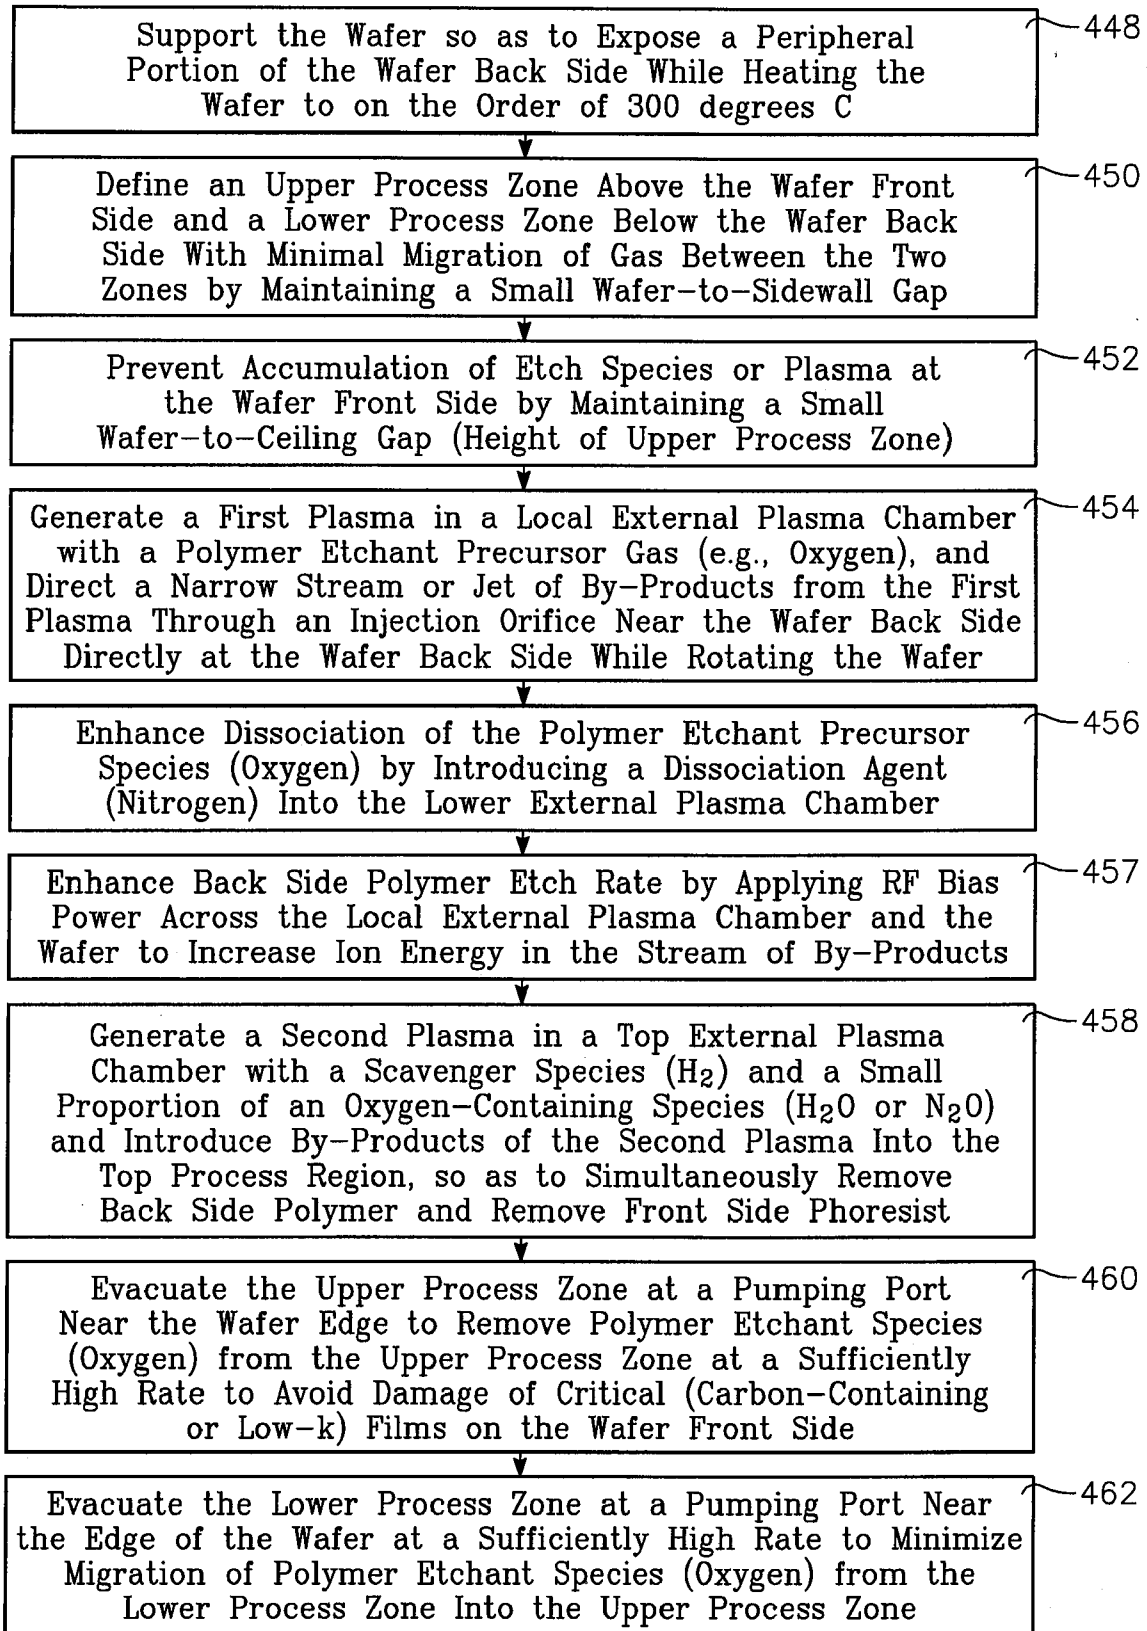 Support the Wafer so as to Expose a Peripheral
Portion of the Wafer Back Side While Heating the
Wafer to on the Order of 300 degrees C
448
Define an Upper Process Zone Above the Wafer Front
Side and a Lower Process Zone Below the Wafer Back
Side With Minimal Migration of Gas Between the Two
Zones by Maintaining a Small Wafer-to-Sidewall Gap
450
Prevent Accumulation of Etch Species or Plasma at
the Wafer Front Side by Maintaining a Small
Wafer-to-Ceiling Gap (Height of Upper Process Zone)
452
Generate a First Plasma in a Local External Plasma Chamber
with a Polymer Etchant Precursor Gas (e.g., Oxygen), and
Direct a Narrow Stream or Jet of By-Products from the First
Plasma Through an Injection Orifice Near the Wafer Back Side
Directly at the Wafer Back Side While Rotating the Wafer
454
Enhance Dissociation of the Polymer Etchant Precursor
Species (Oxygen) by Introducing a Dissociation Agent
(Nitrogen) Into the Lower External Plasma Chamber
456
Enhance Back Side Polymer Etch Rate by Applying RF Bias
Power Across the Local External Plasma Chamber and the
Wafer to Increase Ion Energy in the Stream of By-Products
457
Generate a Second Plasma in a Top External Plasma
Chamber with a Scavenger Species (H₂) and a Small
Proportion of an Oxygen-Containing Species (H₂O or N₂O)
and Introduce By-Products of the Second Plasma Into the
Top Process Region, so as to Simultaneously Remove
Back Side Polymer and Remove Front Side Phoresist
458
Evacuate the Upper Process Zone at a Pumping Port
Near the Wafer Edge to Remove Polymer Etchant Species
(Oxygen) from the Upper Process Zone at a Sufficiently
High Rate to Avoid Damage of Critical (Carbon-Containing
or Low-k) Films on the Wafer Front Side
460
Evacuate the Lower Process Zone at a Pumping Port Near
the Edge of the Wafer at a Sufficiently High Rate to Minimize
Migration of Polymer Etchant Species (Oxygen) from the
Lower Process Zone Into the Upper Process Zone
462